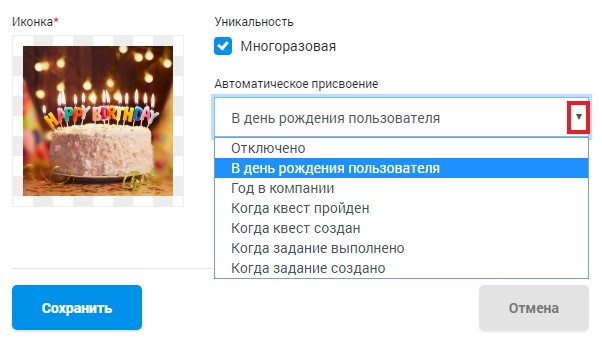 Иконка*
Уникальность
Многоразовая
HAPPY BIRTHDAY
Автоматическое присвоение
В день рождения пользователя
Отключено
В день рождения пользователя
Год в компании
Когда квест пройден
Когда квест создан
Когда задание выполнено
Когда задание создано
Сохранить
Отмена